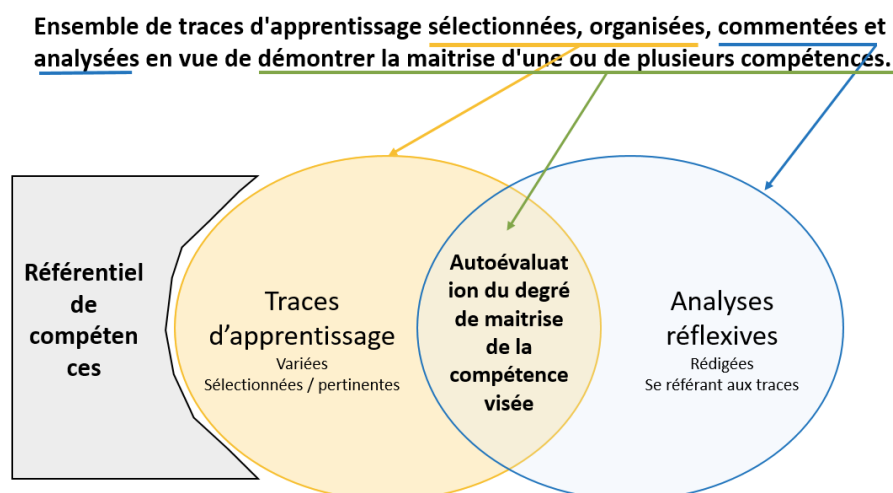 Ensemble de traces d'apprentissage sélectionnées, organisées, commentées et
analysées en vue de démontrer la maitrise d'une ou de plusieurs compétences.
Référentiel
de
compéten
ces
Traces
d'apprentissage
Variées
Sélectionnées / pertinentes
Autoévaluat
ion du degré
de maitrise
de la
compétence
visée
Analyses
réflexives
Rédigées
Se référant aux traces